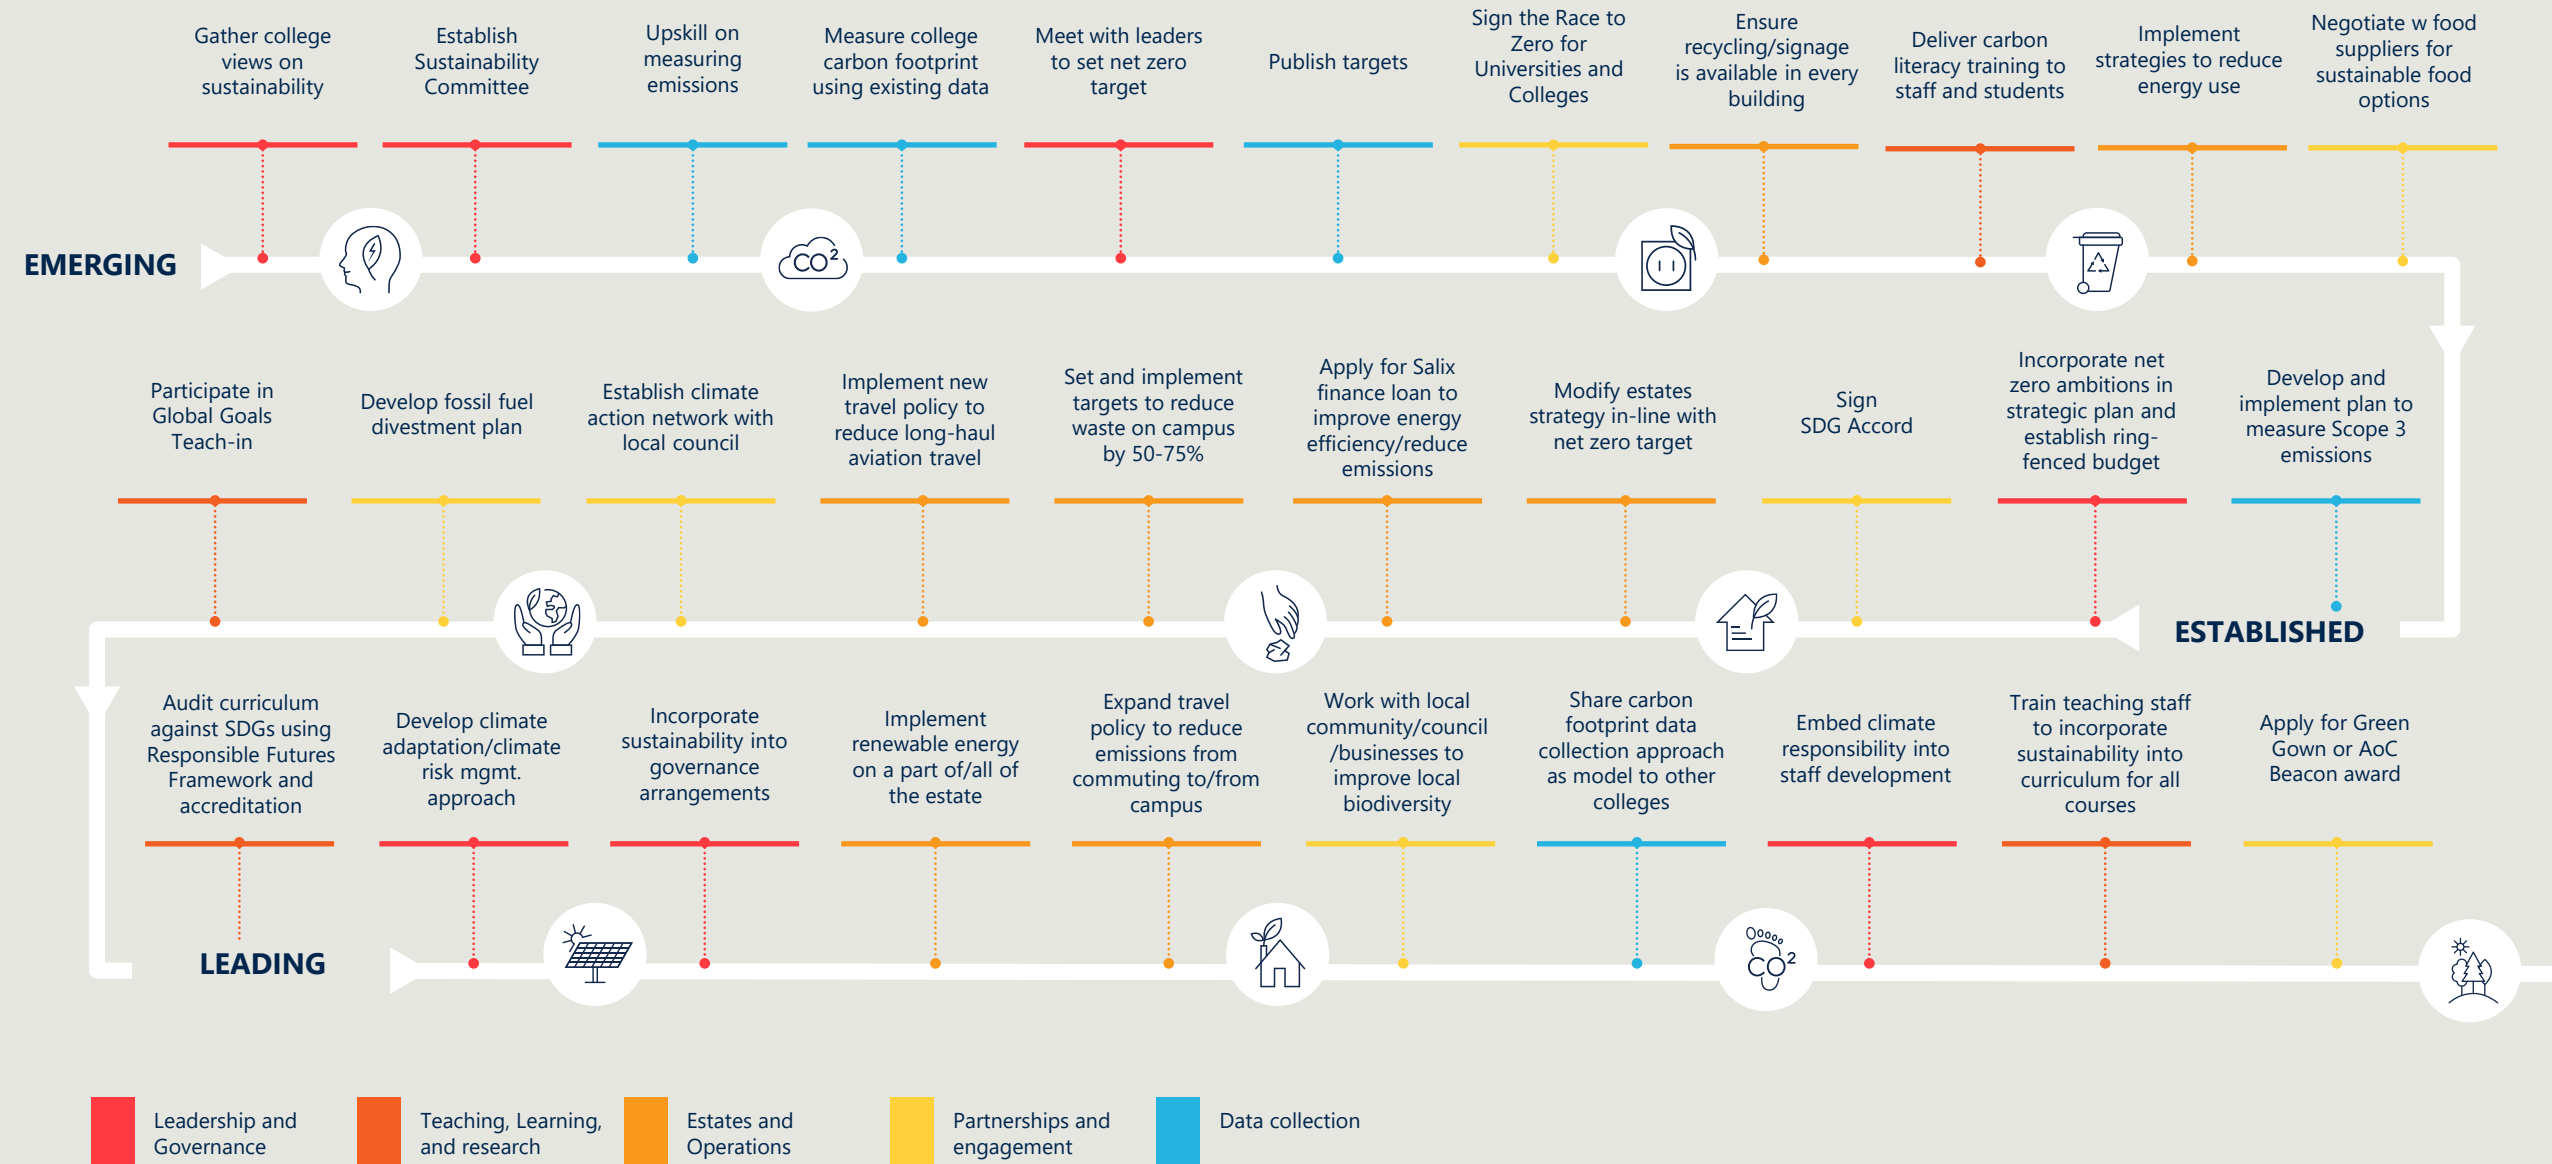 Gather college
views on
sustainability
Establish
Sustainability
Committee
Upskill on
measuring
emissions
Measure college
carbon footprint
using existing data
Meet with leaders
to set net zero
target
Publish targets
Sign the Race to
Zero for
Universities and
Colleges
Ensure
recycling/signage
is available in every
building
Deliver carbon
literacy training to
staff and students
Implement
strategies to reduce
energy use
Negotiate w food
suppliers for
sustainable food
options
EMERGING
CO²
Participate in
Global Goals
Teach-in
Develop fossil fuel
divestment plan
Establish climate
action network with
local council
Implement new
travel policy to
reduce long-haul
aviation travel
Set and implement
targets to reduce
waste on campus
by 50-75%
Apply for Salix
finance loan to
improve energy
efficiency/reduce
emissions
Modify estates
strategy in-line with
net zero target
Sign
SDG Accord
Incorporate net
zero ambitions in
strategic plan and
establish ring-
fenced budget
Develop and
implement plan to
measure Scope 3
emissions
ESTABLISHED
Audit curriculum
against SDGs using
Responsible Futures
Framework and
accreditation
Develop climate
adaptation/climate
risk mgmt.
approach
Incorporate
sustainability into
governance
arrangements
Implement
renewable energy
on a part of/all of
the estate
Expand travel
policy to reduce
emissions from
commuting to/from
campus
Work with local
community/council
/businesses to
improve local
biodiversity
Share carbon
footprint data
collection approach
as model to other
colleges
Embed climate
responsibility into
staff development
Train teaching staff
to incorporate
sustainability into
curriculum for all
courses
Apply for Green
Gown or AoC
Beacon award
LEADING
CO²
Leadership and
Governance
Teaching, Learning,
and research
Estates and
Operations
Partnerships and
engagement
Data collection